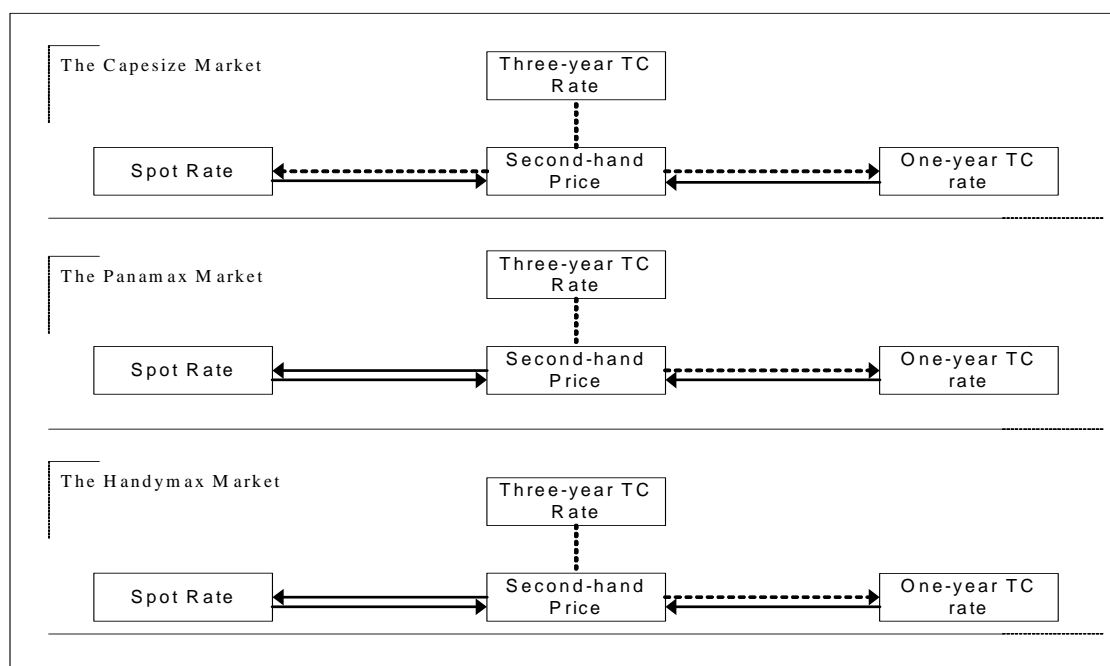 The Capesize Market
Three-year TC
Rate
Spot Rate
Second-hand
Price
One-year TC
rate
The Panamax Market
Three-year TC
Rate
Spot Rate
Second-hand
Price
One-year TC
rate
The Handymax Market
Three-year TC
Rate
Spot Rate
Second-hand
Price
One-year TC
rate